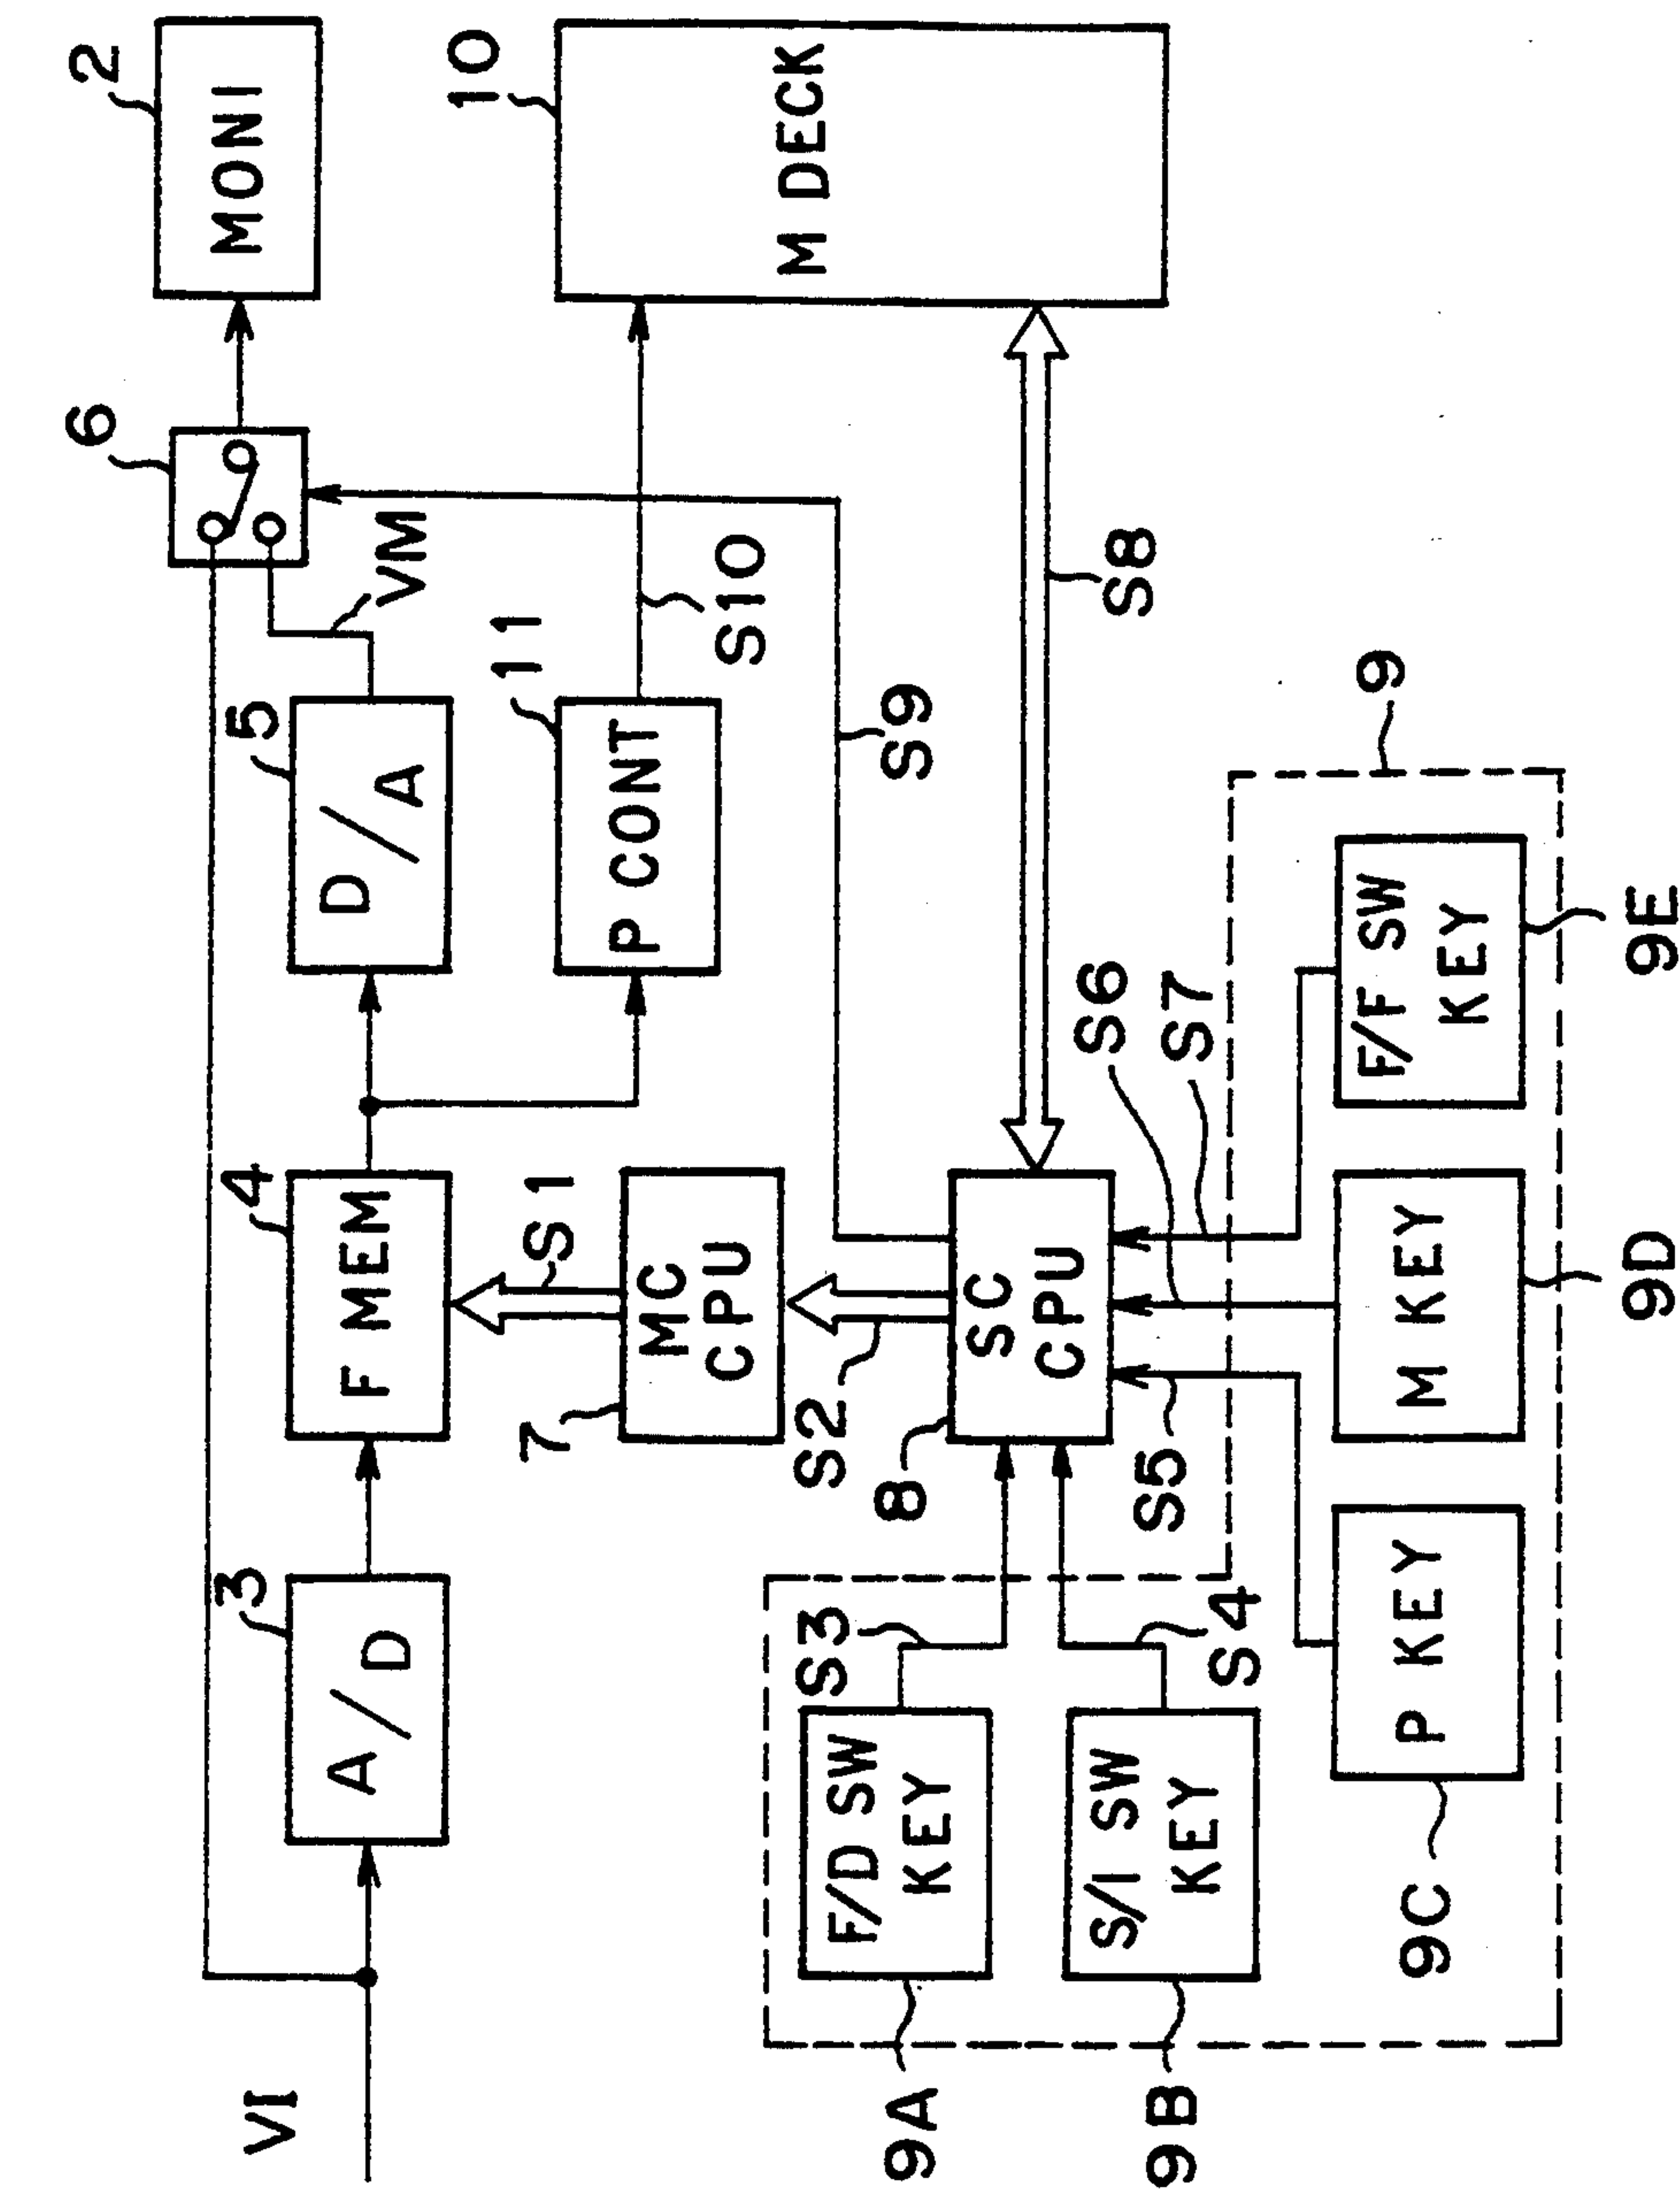 VI
3
A/D
4
F MEM
5
D/A
VM
6
2
MONI
11
P CONT
S10
10
M DECK
S1
7
MC
CPU
S2
S9
8
SC
CPU
S8
S3
S4
S5
S6
S7
9
9A
F/D SW
KEY
9B
S/I SW
KEY
9C
P KEY
9D
M KEY
9E
F/F SW
KEY